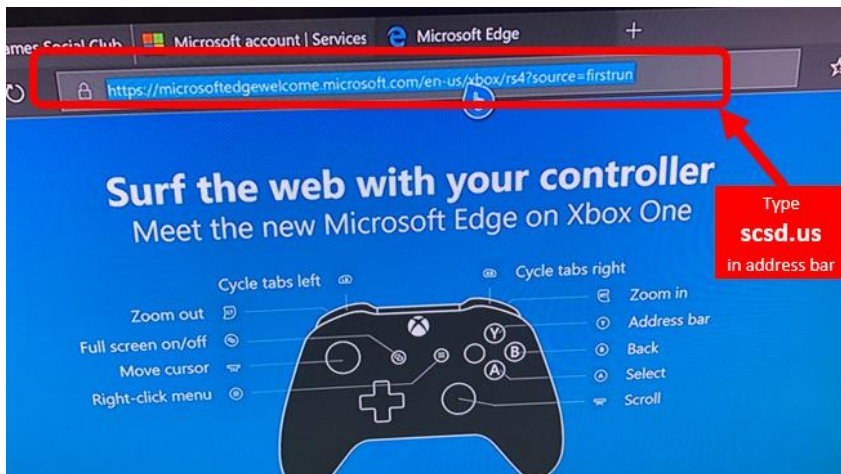 Games Social Club Microsoft account | Services Microsoft Edge +
https://microsoftedgewelcome.microsoft.com/en-us/xbox/rs4?source=firstrun
Surf the web with your controller
Meet the new Microsoft Edge on Xbox One
Type
scsd.us
in address bar
Cycle tabs left
Cycle tabs right
Zoom out
Zoom in
Full screen on/off
Address bar
Move cursor
Back
Right-click menu
Select
Scroll
Y
B
A